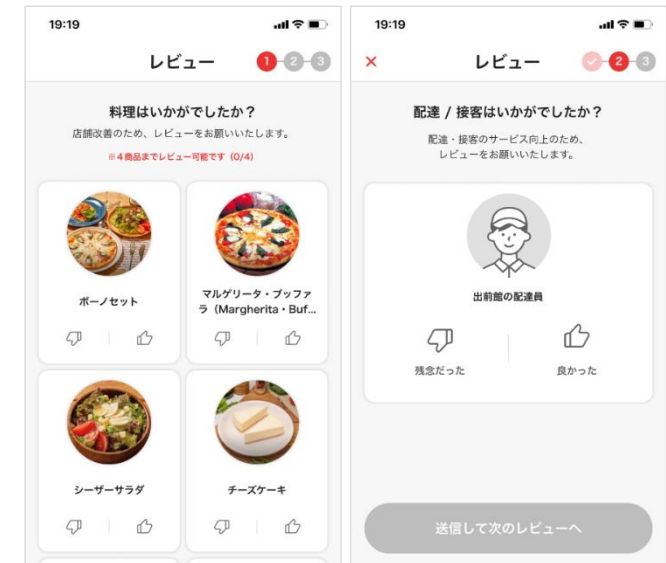 19:19
レビュー
1
2
3
料理はいかがでしたか？
店舗改善のため、レビューをお願いいたします。
※4商品までレビュー可能です（0/4）
ボーノセット
マルゲリータ・ブッファ
ラ（Margherita・Buf...
シーザーサラダ
チーズケーキ
19:19
レビュー
2
3
配達 / 接客はいかがでしたか？
配達・接客のサービス向上のため、
レビューをお願いいたします。
出前館の配達員
残念だった
良かった
送信して次のレビューへ